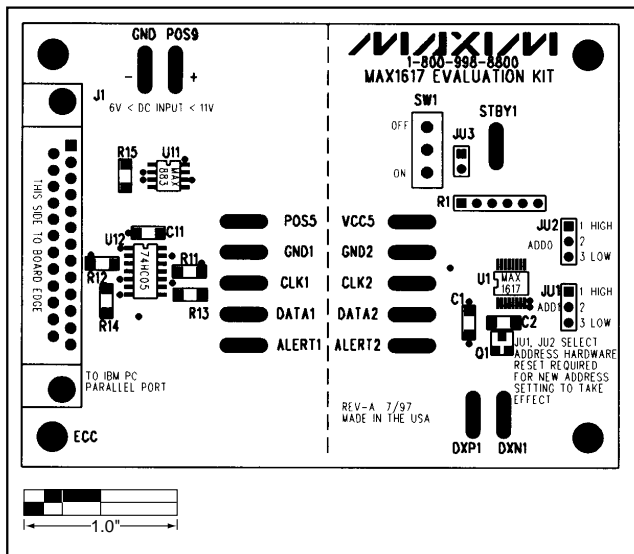 GND POS9
- +
6V < DC INPUT < 11V
J1
MAXIM
1-800-998-8800
MAX1617 EVALUATION KIT
SW1
OFF
ON
STBY1
JU3
R1
R15
U11
MAX
883
THIS SIDE TO BOARD EDGE
U12
C11
74HC05
R11
R12
R13
R14
POS5
GND1
CLK1
DATA1
ALERT1
VCC5
GND2
CLK2
DATA2
ALERT2
JU2
1 HIGH
ADD0 2
3 LOW
U1
MAX
1617
JU1
1 HIGH
ADD1 2
3 LOW
C1
C2
Q1
JU1, JU2 SELECT
ADDRESS HARDWARE
RESET REQUIRED
FOR NEW ADDRESS
SETTING TO TAKE
EFFECT
TO IBM PC
PARALLEL PORT
ECC
REV-A 7/97
MADE IN THE USA
DXP1 DXN1
1.0"